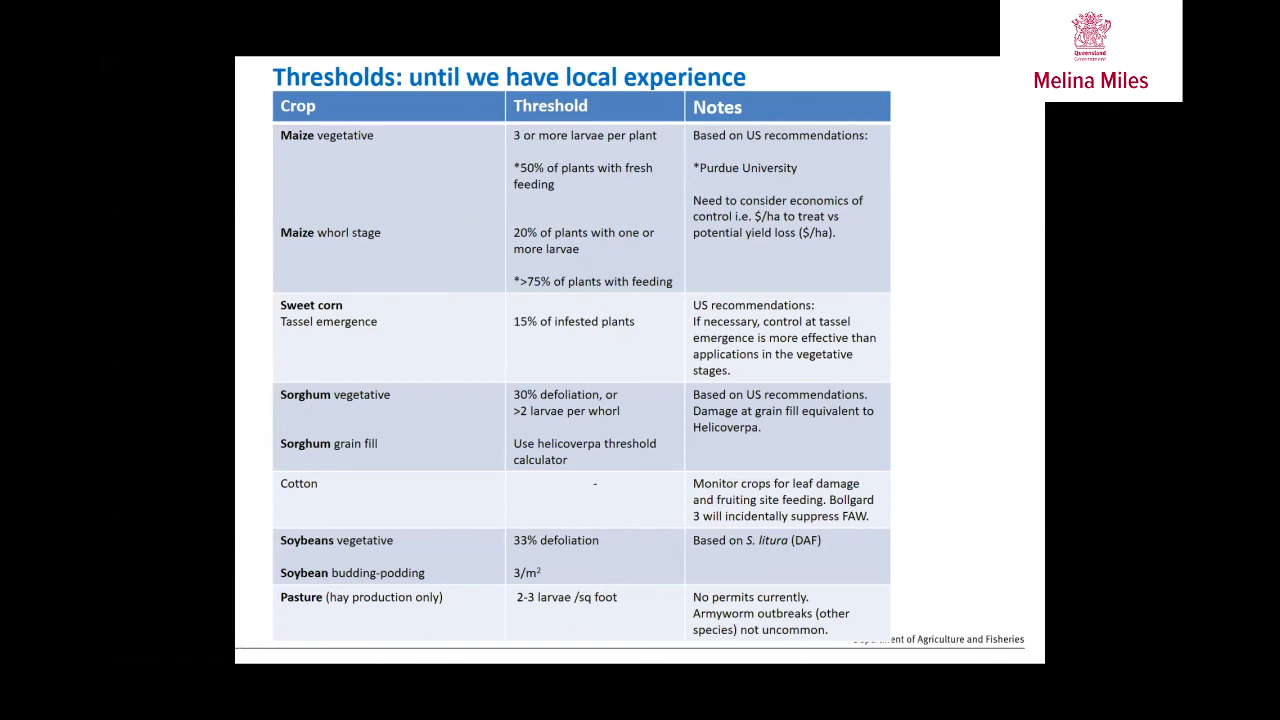 Queensland
Government
Melina Miles
Thresholds: until we have local experience
Crop Threshold Notes
Maize vegetative
3 or more larvae per plant
*50% of plants with fresh
feeding
Based on US recommendations:
*Purdue University
Need to consider economics of
control i.e. $/ha to treat vs
potential yield loss ($/ha).
Maize whorl stage
20% of plants with one or
more larvae
*>75% of plants with feeding
Sweet corn
Tassel emergence
15% of infested plants
US recommendations:
If necessary, control at tassel
emergence is more effective than
applications in the vegetative
stages.
Sorghum vegetative
30% defoliation, or
>2 larvae per whorl
Based on US recommendations.
Damage at grain fill equivalent to
Helicoverpa.
Sorghum grain fill
Use helicoverpa threshold
calculator
Cotton
-
Monitor crops for leaf damage
and fruiting site feeding. Bollgard
3 will incidentally suppress FAW.
Soybeans vegetative
33% defoliation
Based on S. litura (DAF)
Soybean budding-podding
3/m²
Pasture (hay production only)
2-3 larvae /sq foot
No permits currently.
Armyworm outbreaks (other
species) not uncommon.
of Agriculture and Fisheries